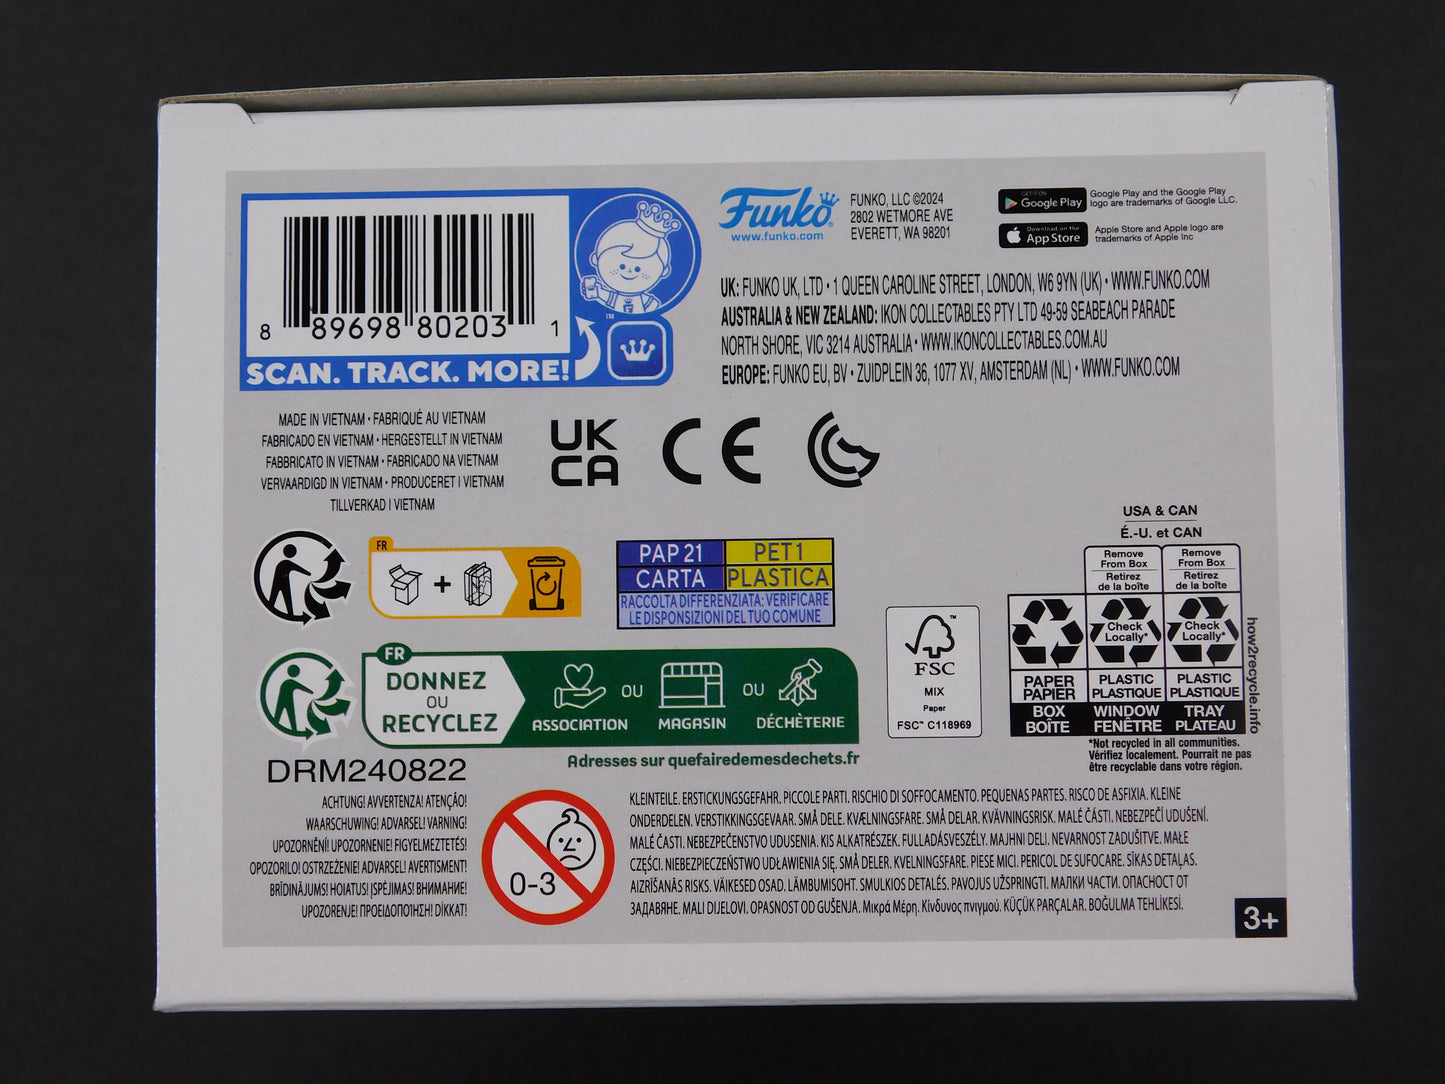 8 89698 80203 1
SCAN. TRACK. MORE!
TM
Funko
www.funko.com
FUNKO, LLC ©2024
2802 WETMORE AVE
EVERETT, WA 98201
GET IT ON
Google Play
Google Play and the Google Play
logo are trademarks of Google LLC.
Download on the
App Store
Apple Store and Apple logo are
trademarks of Apple Inc
UK: FUNKO UK, LTD • 1 QUEEN CAROLINE STREET, LONDON, W6 9YN (UK) • WWW.FUNKO.COM
AUSTRALIA & NEW ZEALAND: IKON COLLECTABLES PTY LTD 49-59 SEABEACH PARADE
NORTH SHORE, VIC 3214 AUSTRALIA • WWW.IKONCOLLECTABLES.COM.AU
EUROPE: FUNKO EU, BV • ZUIDPLEIN 36, 1077 XV, AMSTERDAM (NL) • WWW.FUNKO.COM
MADE IN VIETNAM • FABRIQUÉ AU VIETNAM
FABRICADO EN VIETNAM • HERGESTELLT IN VIETNAM
FABBRICATO IN VIETNAM • FABRICADO NA VIETNAM
VERVAARDIGD IN VIETNAM • PRODUCERET I VIETNAM
TILLVERKAD I VIETNAM
UK
CA
CE
FR
PAP 21
PET 1
CARTA
PLASTICA
RACCOLTA DIFFERENZIATA: VERIFICARE
LE DISPONSIZIONI DEL TUO COMUNE
FR
DONNEZ
OU
RECYCLEZ
ASSOCIATION
OU
MAGASIN
OU
DÉCHÈTERIE
Adresses sur quefairedemesdechets.fr
FSC
MIX
Paper
FSC™ C118969
USA & CAN
É.-U. et CAN
Remove
From Box
Retirez
de la boîte
Remove
From Box
Retirez
de la boîte
Check
Locally*
Check
Locally*
PAPER
PAPIER
PLASTIC
PLASTIQUE
PLASTIC
PLASTIQUE
BOX
BOÎTE
WINDOW
FENÊTRE
TRAY
PLATEAU
how2recycle.info
*Not recycled in all communities.
Vérifiez localement. Pourrait ne pas
être recyclable dans votre région.
DRM240822
ACHTUNG! AVVERTENZA! ATENÇÃO!
WAARSCHUWING! ADVARSEL! VARNING!
UPOZORNĚNÍ! UPOZORNENIE! FIGYELMEZTETÉS!
OPOZORILO! OSTRZEŻENIE! ADVARSEL! AVERTISMENT!
BRĪDINĀJUMS! HOIATUS! ĮSPĖJIMAS! ВНИМАНИЕ!
UPOZORENJE! ΠΡΟΕΙΔΟΠΟΙΗΣΗ! DİKKAT!
0-3
KLEINTEILE. ERSTICKUNGSGEFAHR. PICCOLE PARTI. RISCHIO DI SOFFOCAMENTO. PEQUENAS PARTES. RISCO DE ASFIXIA. KLEINE
ONDERDELEN. VERSTIKKINGSGEVAAR. SMÅ DELE. KVÆLNINGSFARE. SMÅ DELAR. KVÄVNINGSRISK. MALÉ ČÁSTI. NEBEZPEČÍ UDUŠENÍ.
MALÉ ČASTI. NEBEZPEČENSTVO UDUSENIA. KIS ALKATRÉSZEK. FULLADÁSVESZÉLY. MAJHNI DELI. NEVARNOST ZADUŠITVE. MAŁE
CZĘŚCI. NIEBEZPIECZEŃSTWO UDŁAWIENIA SIĘ. SMÅ DELER. KVELNINGSFARE. PIESE MICI. PERICOL DE SUFOCARE. SĪKAS DETAĻAS.
AIZRĪŠANĀS RISKS. VÄIKESED OSAD. LÄMBUMISOHT. SMULKIOS DETALĖS. PAVOJUS UŽSPRINGTI. МАЛКИ ЧАСТИ. ОПАСНОСТ ОТ
ЗАДАВЯНЕ. MALI DIJELOVI. OPASNOST OD GUŠENJA. Μικρά Μέρη. Κίνδυνος πνιγμού. KÜÇÜK PARÇALAR. BOĞULMA TEHLİKESİ.
3+